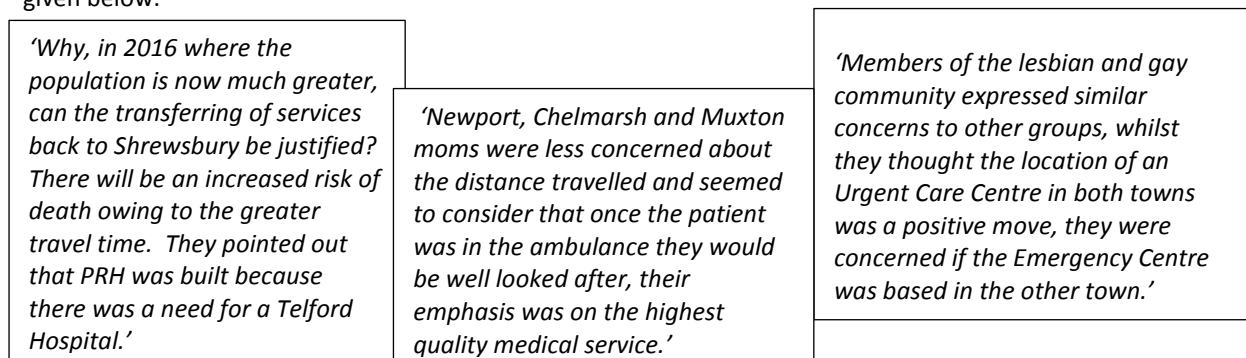 given below:
‘Why, in 2016 where the
population is now much greater,
can the transferring of services
back to Shrewsbury be justified?
There will be an increased risk of
death owing to the greater
travel time.  They pointed out
that PRH was built because
there was a need for a Telford
Hospital.’
‘Newport, Chelmarsh and Muxton
moms were less concerned about
the distance travelled and seemed
to consider that once the patient
was in the ambulance they would
be well looked after, their
emphasis was on the highest
quality medical service.’
‘Members of the lesbian and gay
community expressed similar
concerns to other groups, whilst
they thought the location of an
Urgent Care Centre in both towns
was a positive move, they were
concerned if the Emergency Centre
was based in the other town.’